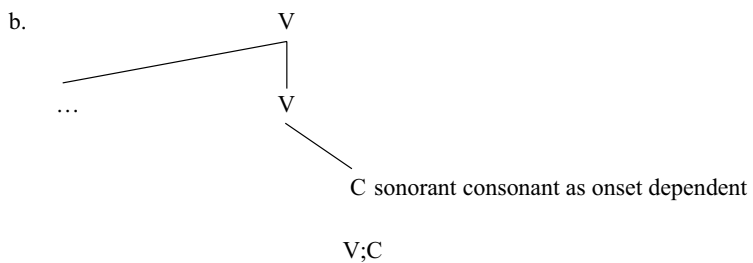 b. V
… V
C sonorant consonant as onset dependent
V;C